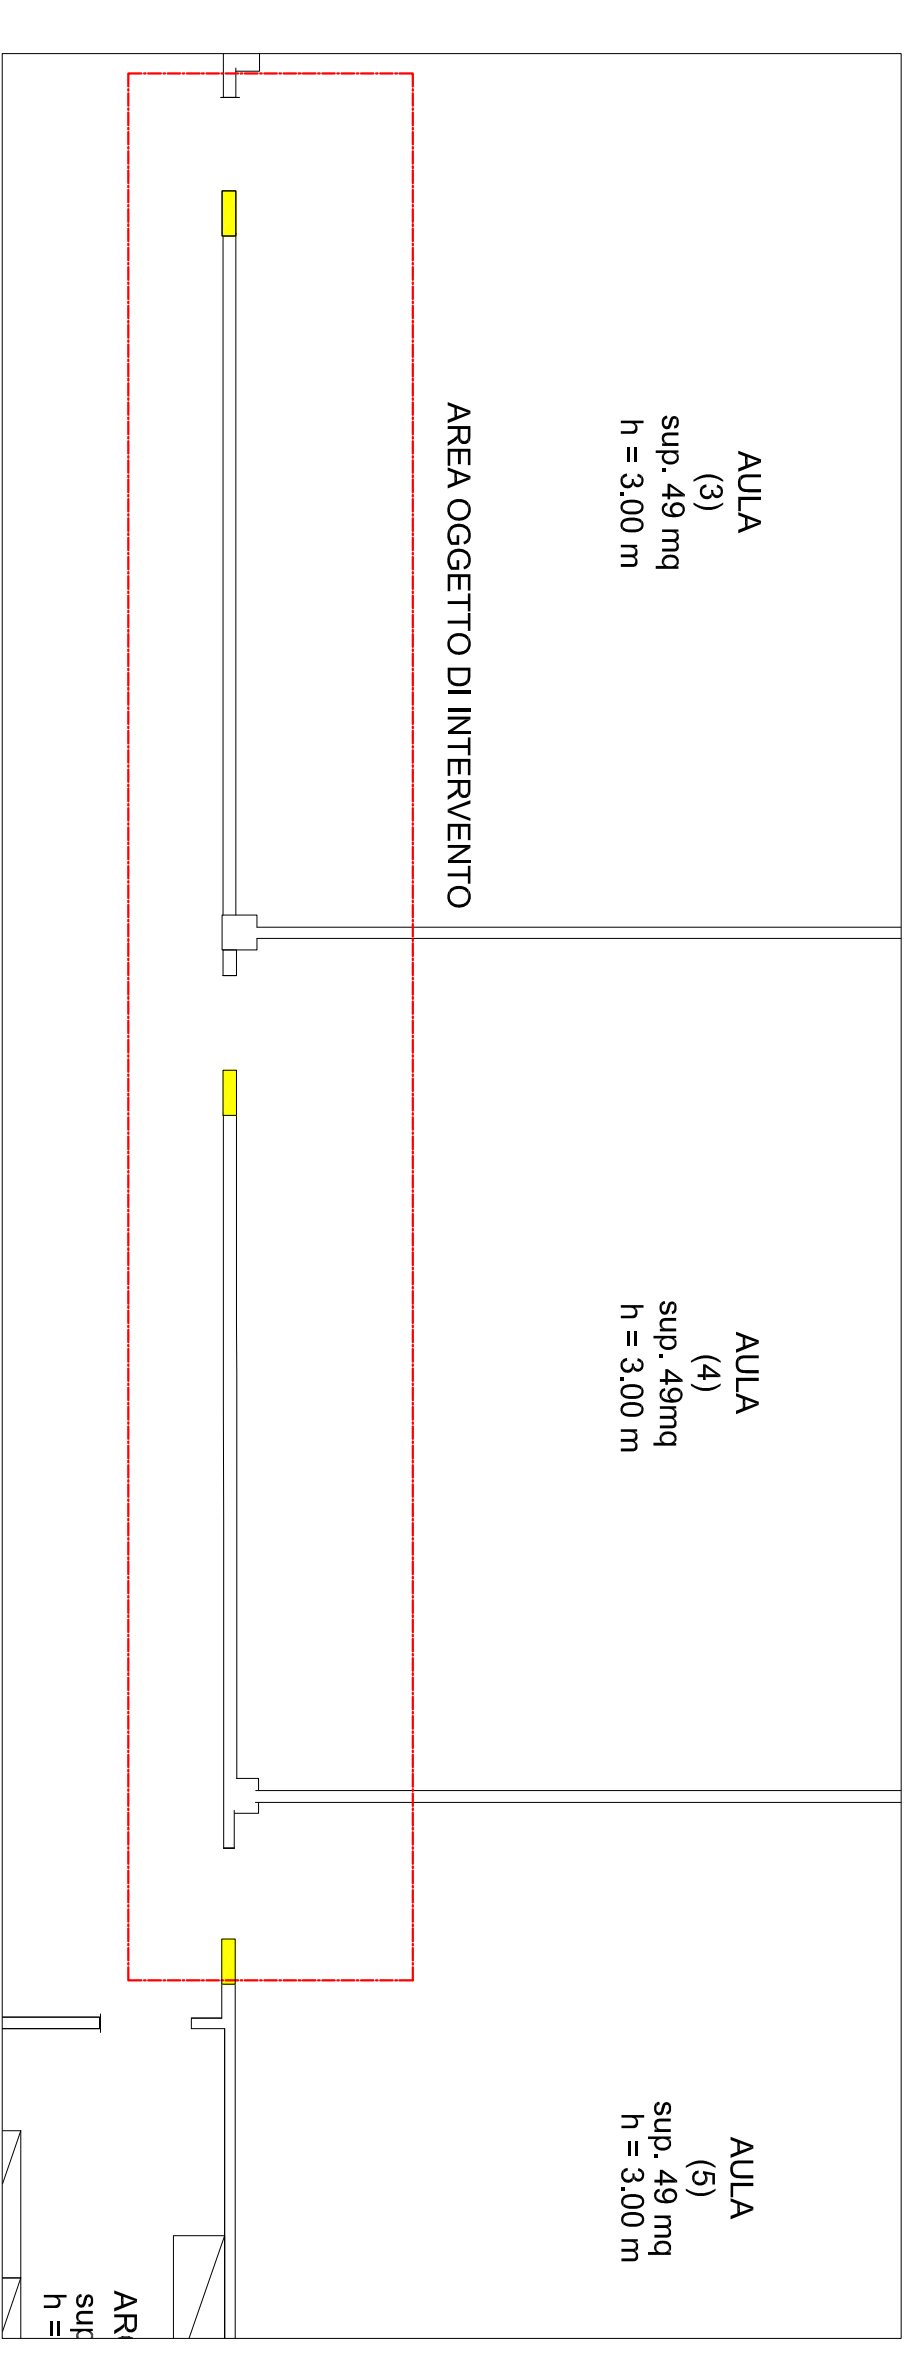 AULA
(3)
sup. 49 mq
h = 3.00 m
AREA OGGETTO DI INTERVENTO
AULA
(4)
sup. 49mq
h = 3.00 m
AULA
(5)
sup. 49 mq
h = 3.00 m
sup
h =